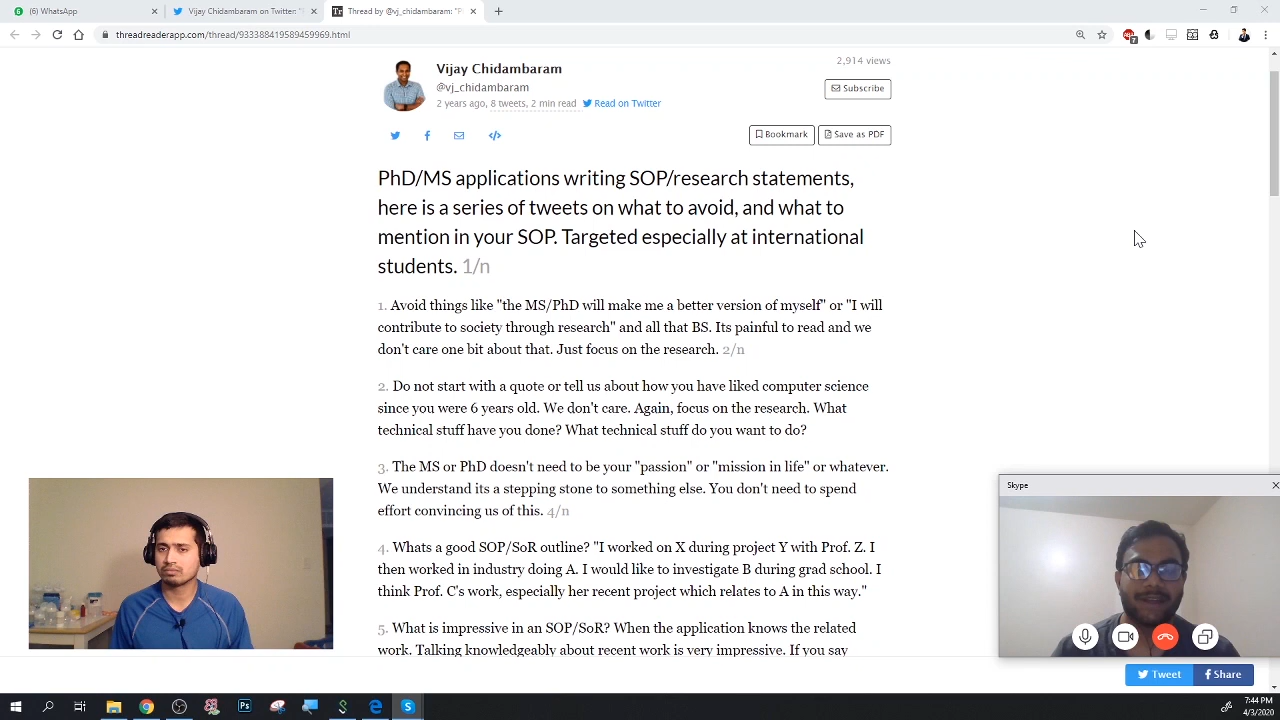 (6) WhatsApp
Vijay Chidambaram on Twitter: "P
Thread by @vj_chidambaram: "P
threadreaderapp.com/thread/933388419589459969.html
Vijay Chidambaram
@vj_chidambaram
2 years ago, 8 tweets, 2 min read Read on Twitter
2,914 views
Subscribe
Bookmark
Save as PDF
PhD/MS applications writing SOP/research statements,
here is a series of tweets on what to avoid, and what to
mention in your SOP. Targeted especially at international
students. 1/n
1. Avoid things like "the MS/PhD will make me a better version of myself" or "I will
contribute to society through research" and all that BS. Its painful to read and we
don't care one bit about that. Just focus on the research. 2/n
2. Do not start with a quote or tell us about how you have liked computer science
since you were 6 years old. We don't care. Again, focus on the research. What
technical stuff have you done? What technical stuff do you want to do?
3. The MS or PhD doesn't need to be your "passion" or "mission in life" or whatever.
We understand its a stepping stone to something else. You don't need to spend
effort convincing us of this. 4/n
4. Whats a good SOP/SoR outline? "I worked on X during project Y with Prof. Z. I
then worked in industry doing A. I would like to investigate B during grad school. I
think Prof. C's work, especially her recent project which relates to A in this way."
5. What is impressive in an SOP/SoR? When the application knows the related
work. Talking knowledgeably about recent work is very impressive. If you say
Skype
Tweet
Share
7:44 PM
4/3/2020